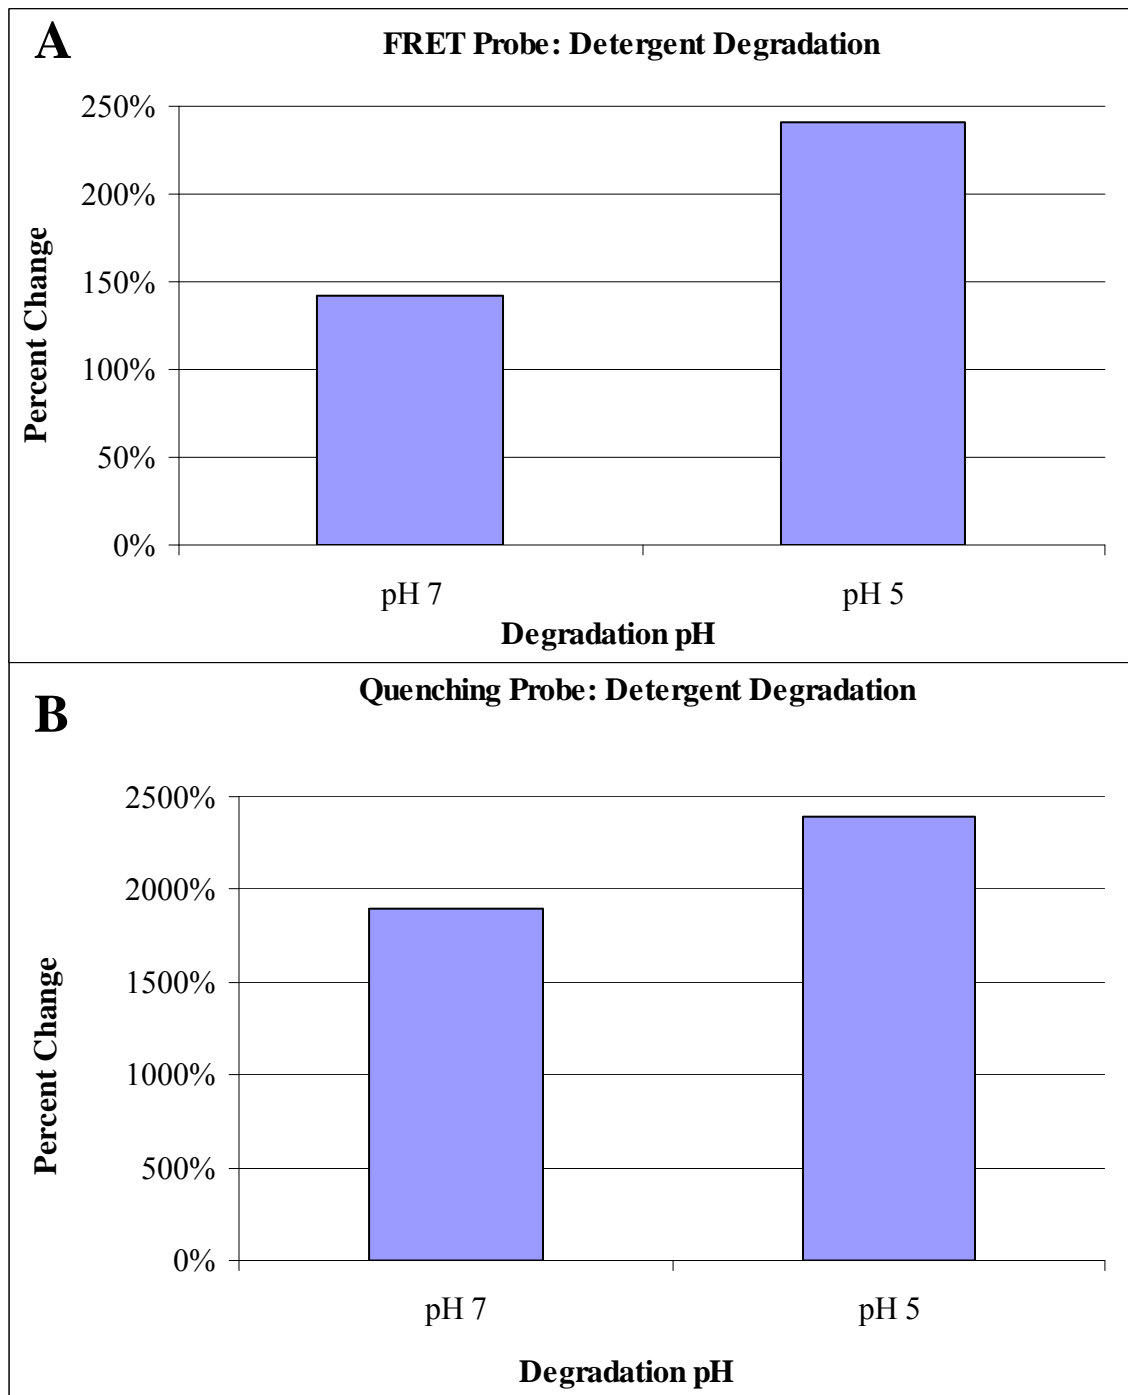 A
FRET Probe: Detergent Degradation
250%
200%
150%
100%
50%
0%
Percent Change
pH 7
pH 5
Degradation pH
B
Quenching Probe: Detergent Degradation
2500%
2000%
1500%
1000%
500%
0%
Percent Change
pH 7
pH 5
Degradation pH